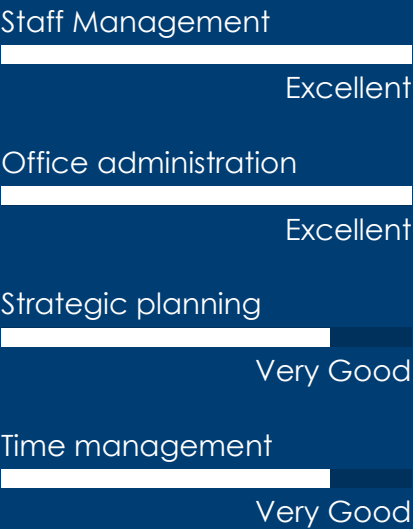 Staff Management
Excellent
Office administration
Excellent
Strategic planning
Very Good
Time management
Very Good